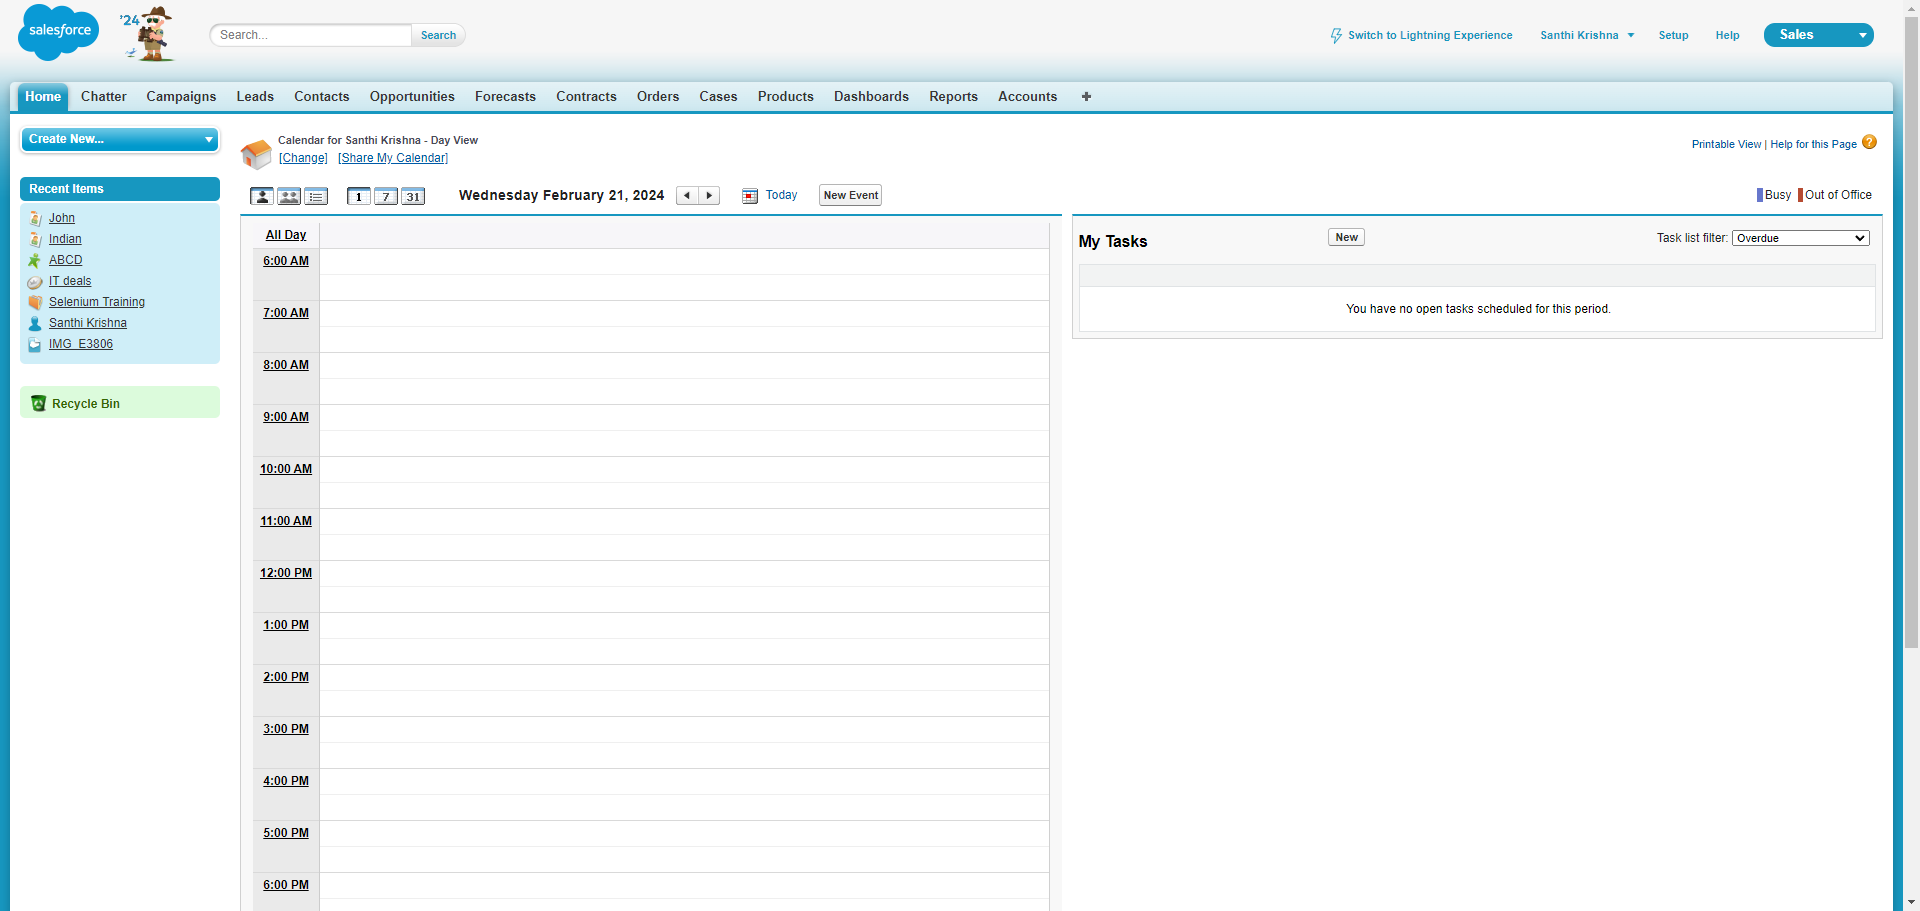 salesforce
'24
Search...
Search
Switch to Lightning Experience
Santhi Krishna
Setup
Help
Sales
Home
Chatter
Campaigns
Leads
Contacts
Opportunities
Forecasts
Contracts
Orders
Cases
Products
Dashboards
Reports
Accounts
+
Create New...
Recent Items
John
Indian
ABCD
IT deals
Selenium Training
Santhi Krishna
IMG_E3806
Recycle Bin
Calendar for Santhi Krishna - Day View
[Change] [Share My Calendar]
Printable View | Help for this Page ?
1
7
31
Wednesday February 21, 2024
Today
New Event
Busy
Out of Office
All Day
6:00 AM
7:00 AM
8:00 AM
9:00 AM
10:00 AM
11:00 AM
12:00 PM
1:00 PM
2:00 PM
3:00 PM
4:00 PM
5:00 PM
6:00 PM
My Tasks
New
Task list filter: Overdue
You have no open tasks scheduled for this period.